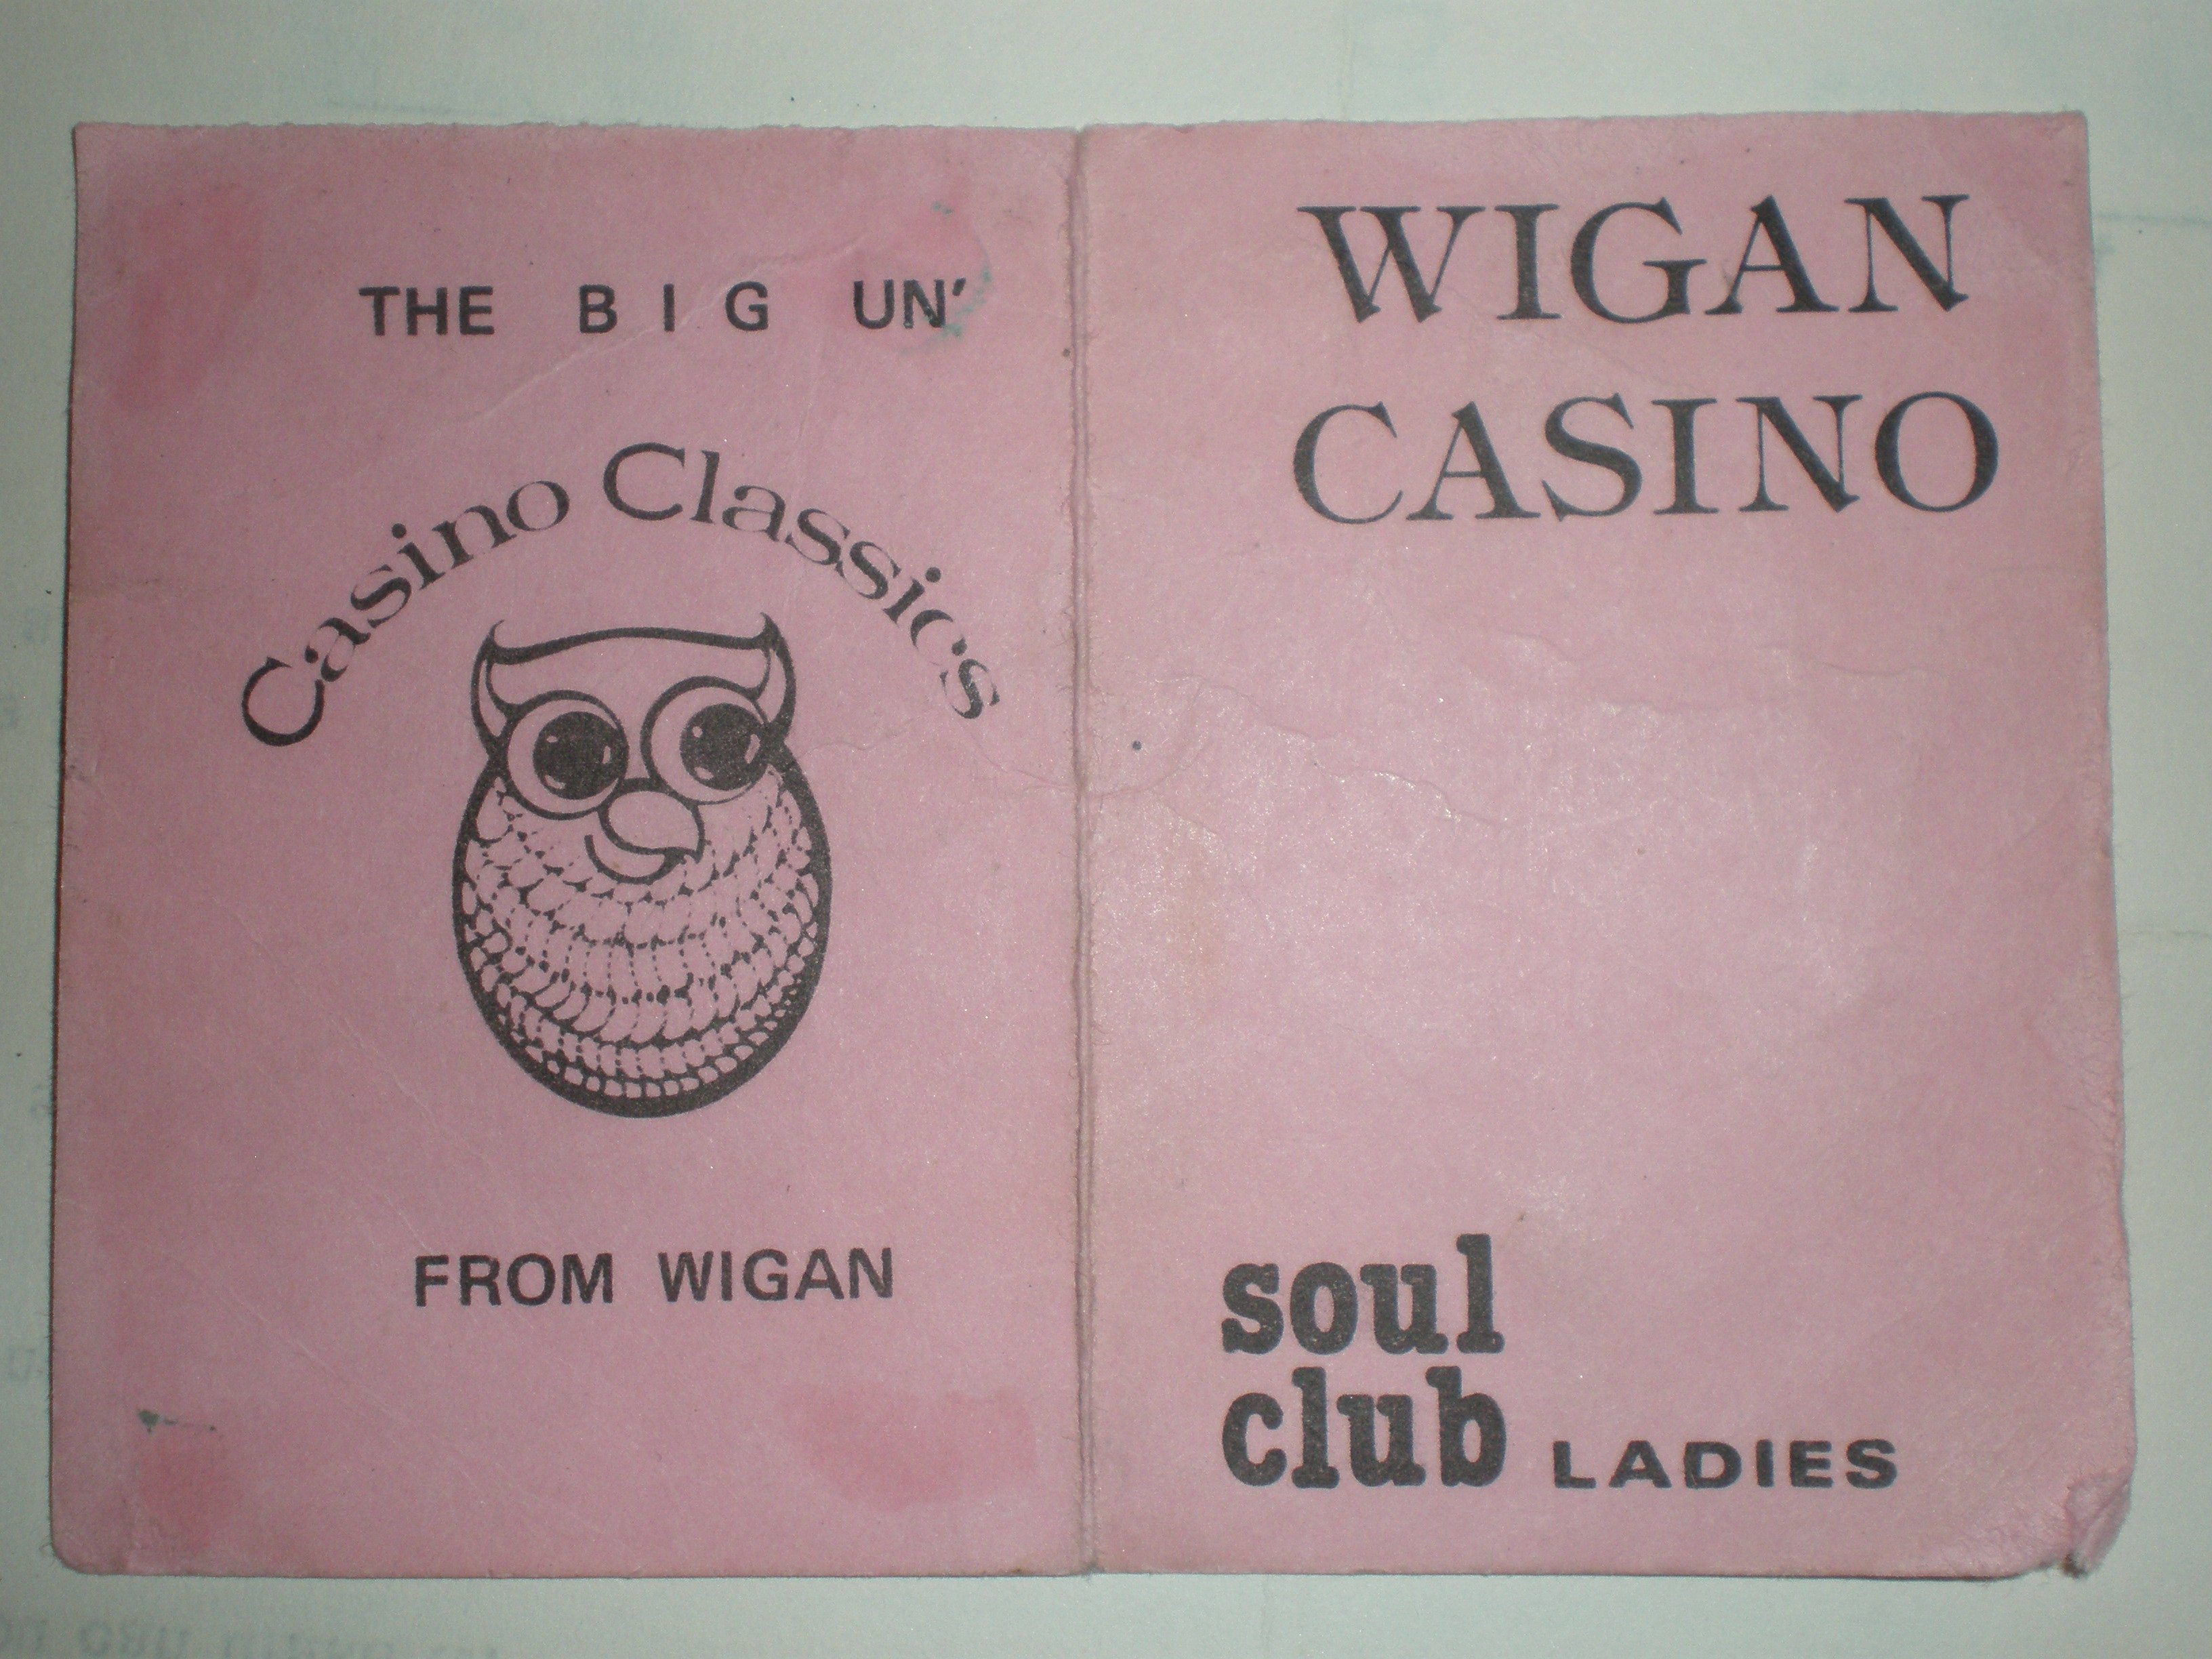 THE BIG UN'
Casino Classics
FROM WIGAN
WIGAN
CASINO
soul
club LADIES